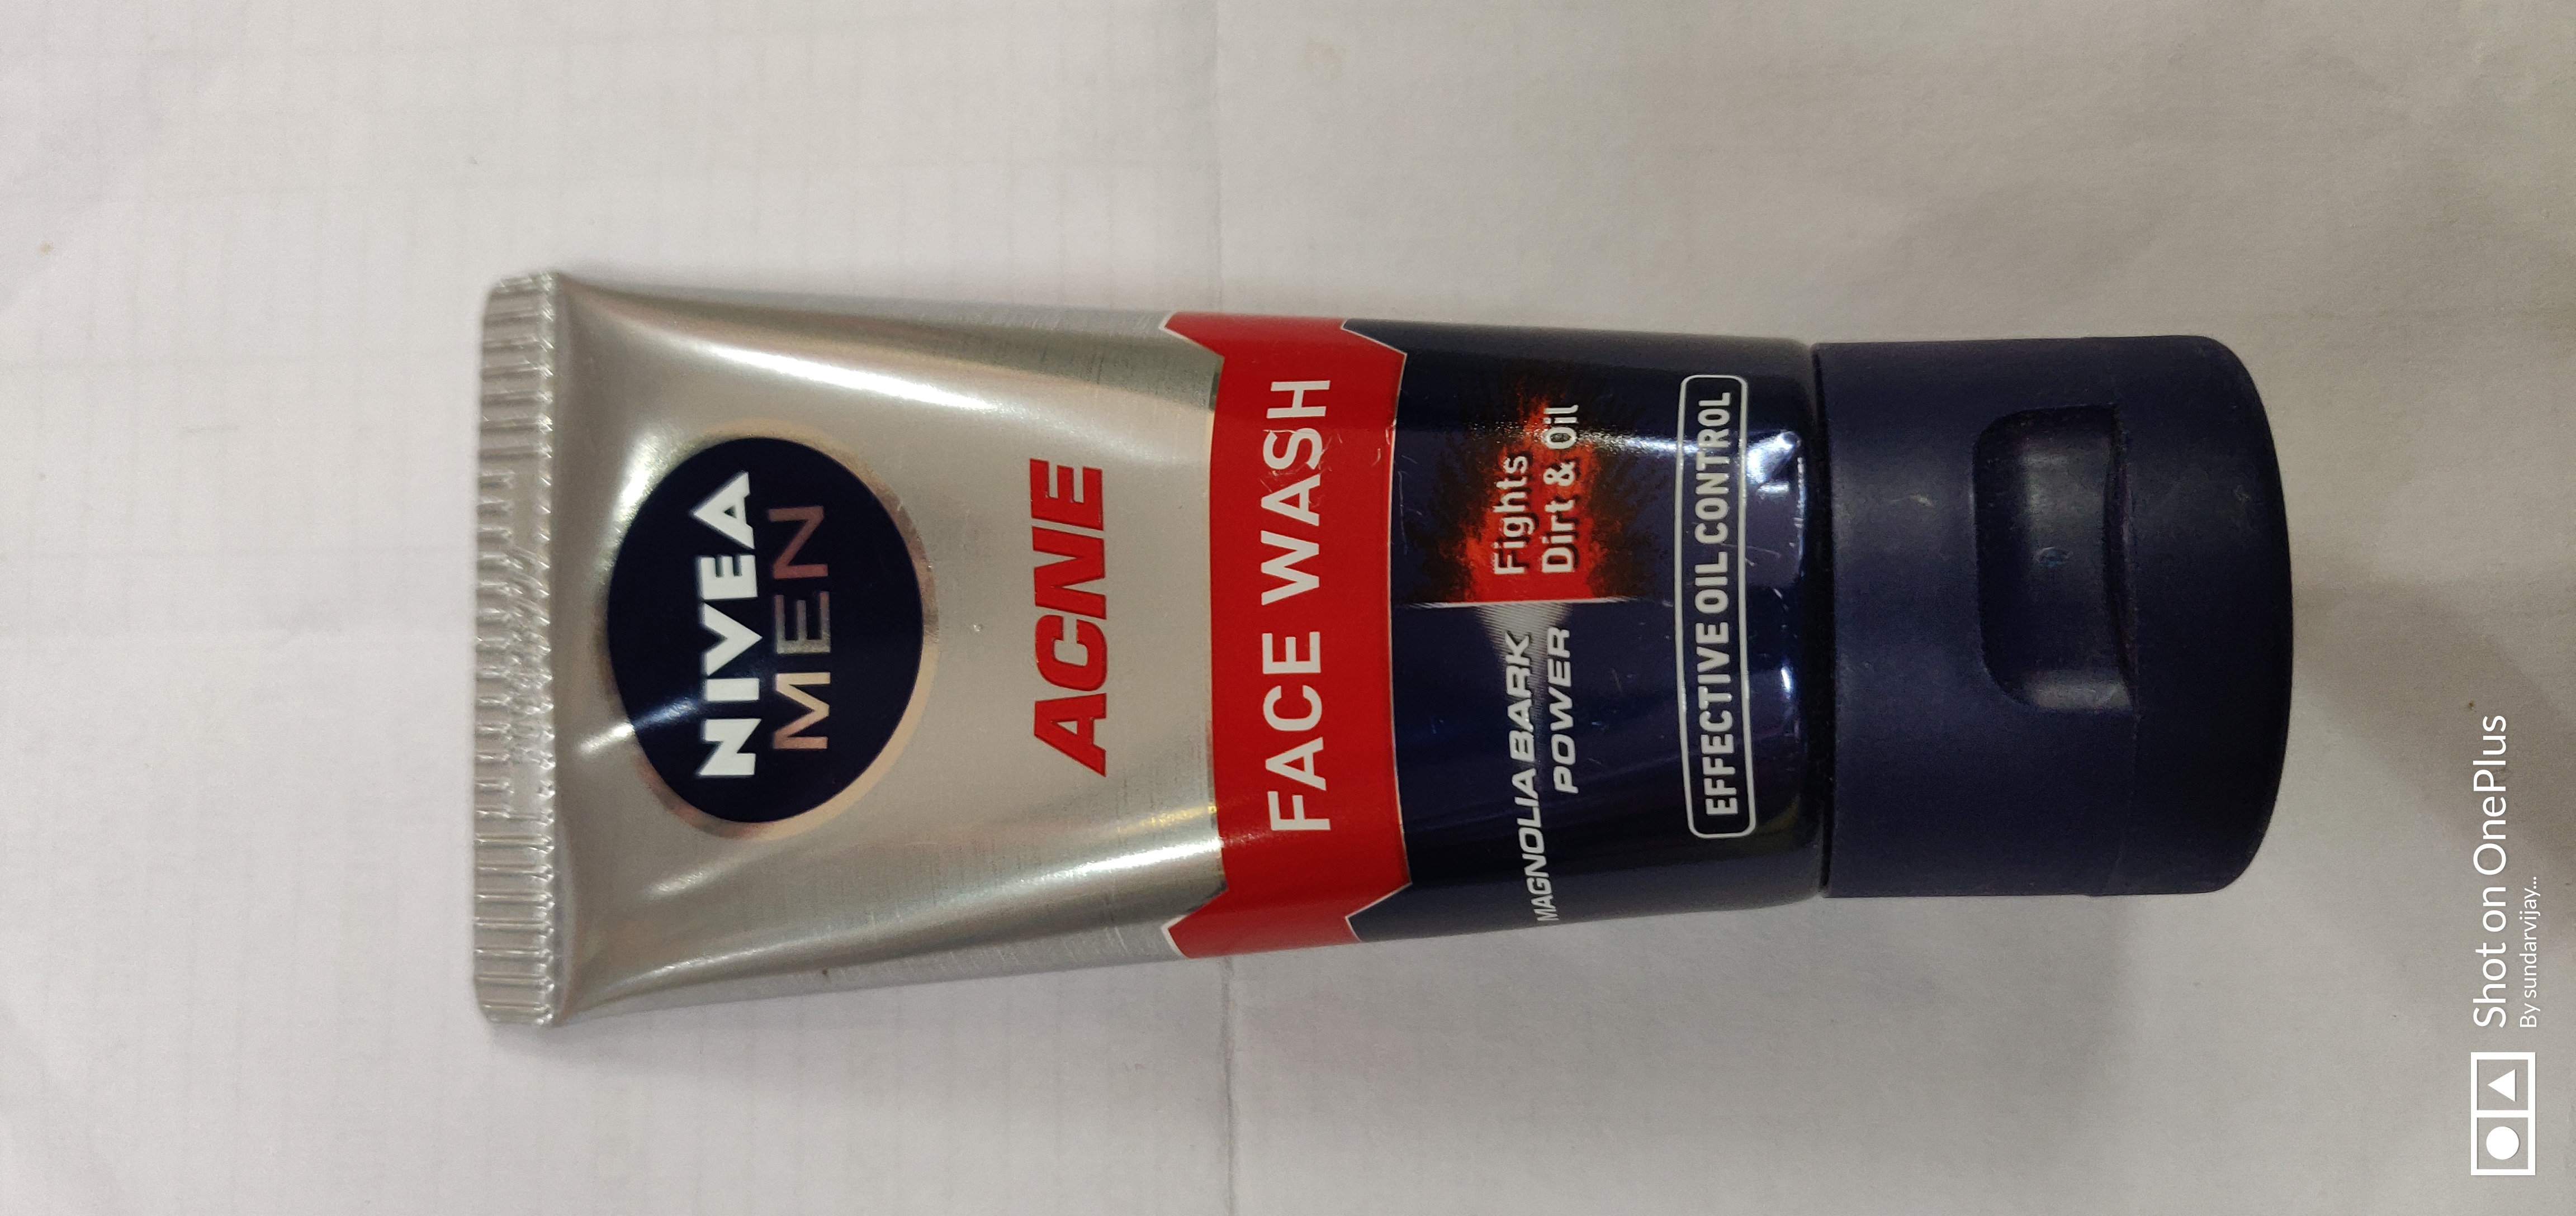 NIVEA
MEN
ACNE
FACE WASH
MAGNOLIA BARK
POWER
Fights
Dirt & Oil
EFFECTIVE OIL CONTROL
Shot on OnePlus
By sundarvijay...